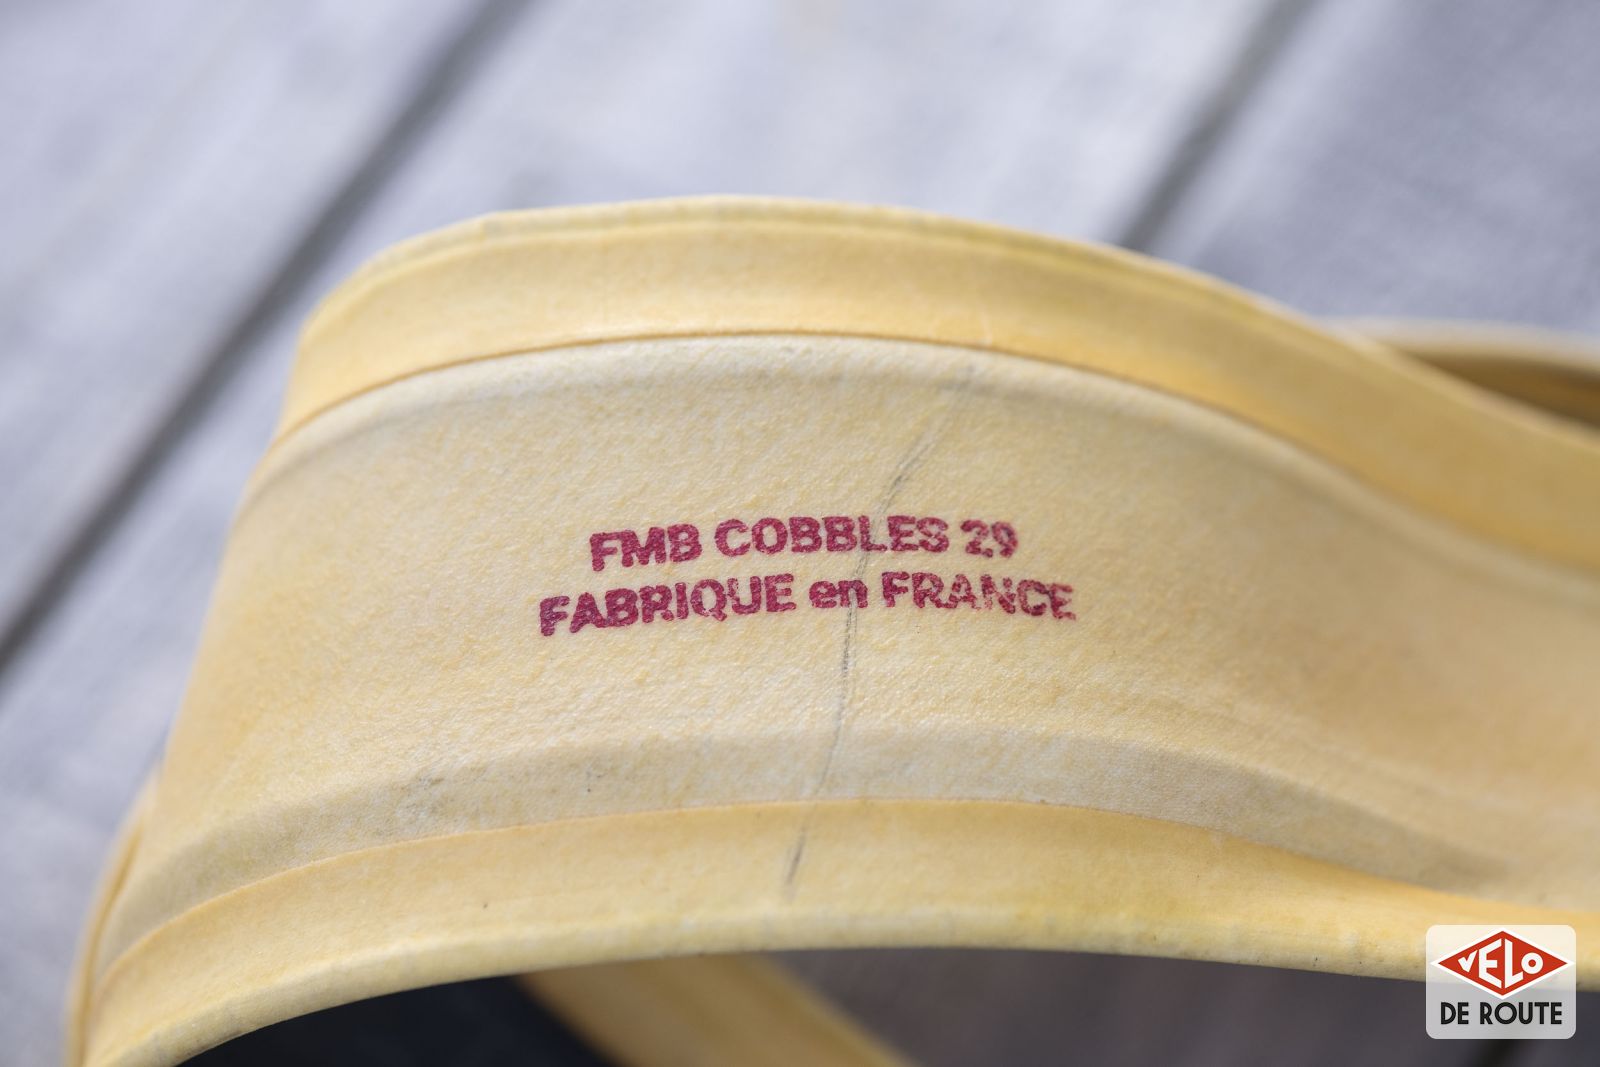 FMB COBBLES 29
FABRIQUE en FRANCE
VELO
DE ROUTE